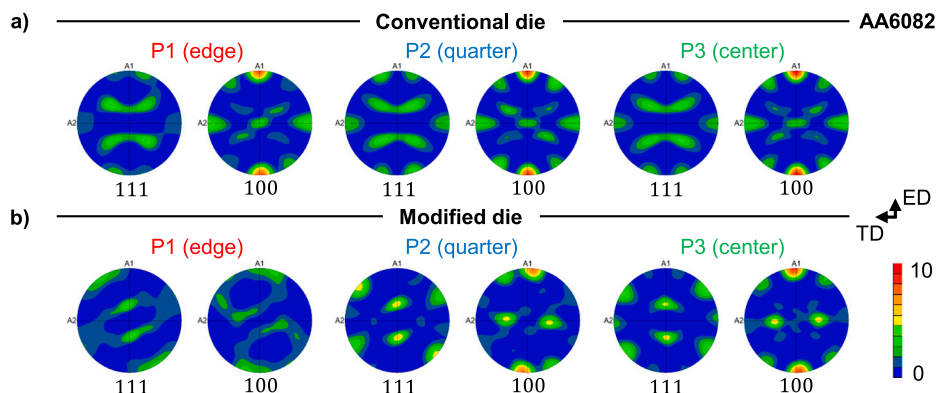 a) Conventional die AA6082
P1 (edge) P2 (quarter) P3 (center)
A1 A1 A1 A1 A1 A1
A2 A2 A2 A2 A2 A2
111 100 111 100 111 100
ED
TD
b) Modified die
P1 (edge) P2 (quarter) P3 (center)
A1 A1 A1 A1 A1 A1
10
A2 A2 A2 A2 A2 A2
0
111 100 111 100 111 100